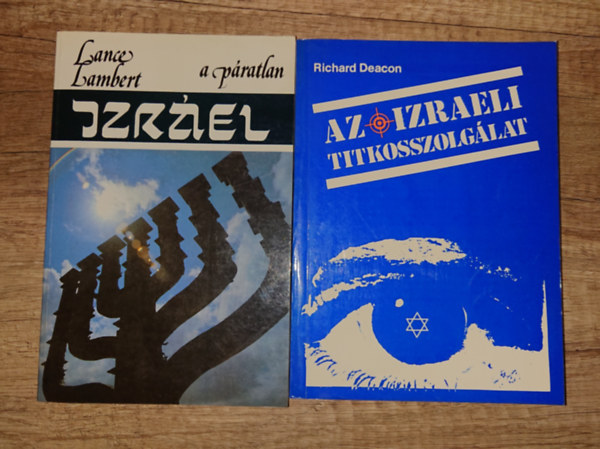 Lance
Lambert a páratlan
IZRÁEL
Richard Deacon
AZ IZRAELI
TITKOSSZOLGÁLAT